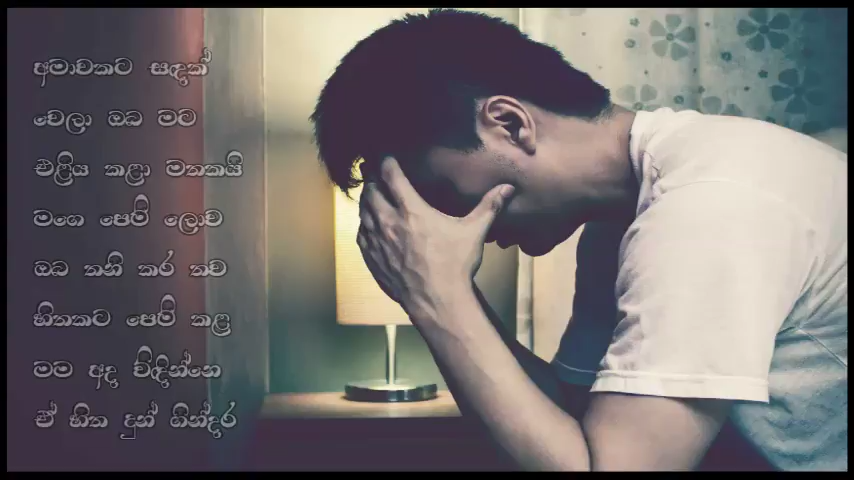 අමාවකට සඳක්
වෙලා ඔබ මට
එළිය කළා මතකයි
මගෙ පෙම් ලොව
ඔබ තනි කර තව
හිතකට පෙම් කළ
මම අද විඳින්නෙ
ඒ හිත දුන් ගින්දර